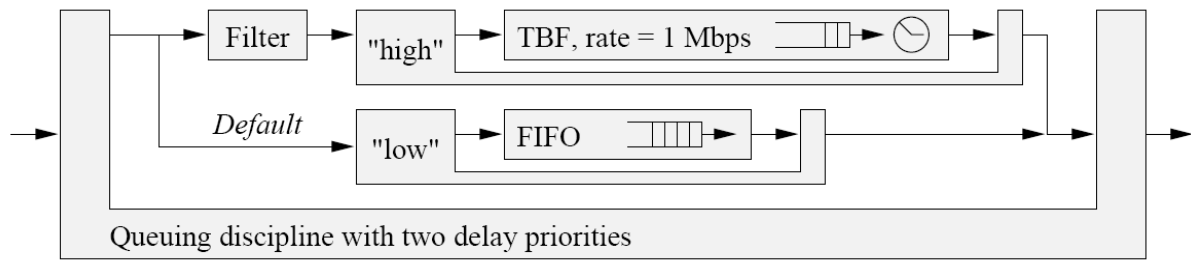 Filter
"high"
TBF, rate = 1 Mbps
Default
"low"
FIFO
Queuing discipline with two delay priorities